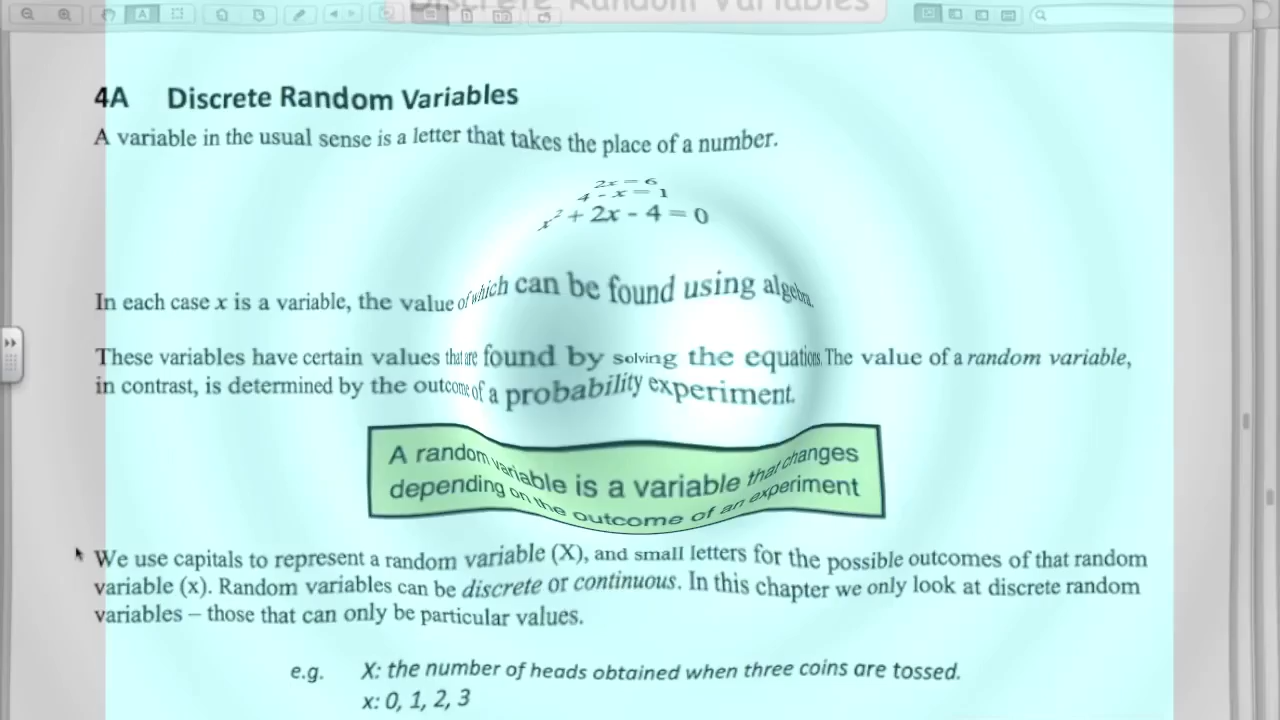 Discrete Random Variables
4A Discrete Random Variables
A variable in the usual sense is a letter that takes the place of a number.
2x = 6
4 - x = 1
x² + 2x - 4 = 0
In each case x is a variable, the value of which can be found using algebra.
These variables have certain values that are found by solving the equations. The value of a random variable,
in contrast, is determined by the outcome of a probability experiment.
A random variable is a variable that changes
depending on the outcome of an experiment
We use capitals to represent a random variable (X), and small letters for the possible outcomes of that random
variable (x). Random variables can be discrete or continuous. In this chapter we only look at discrete random
variables – those that can only be particular values.
e.g. X: the number of heads obtained when three coins are tossed.
x: 0, 1, 2, 3